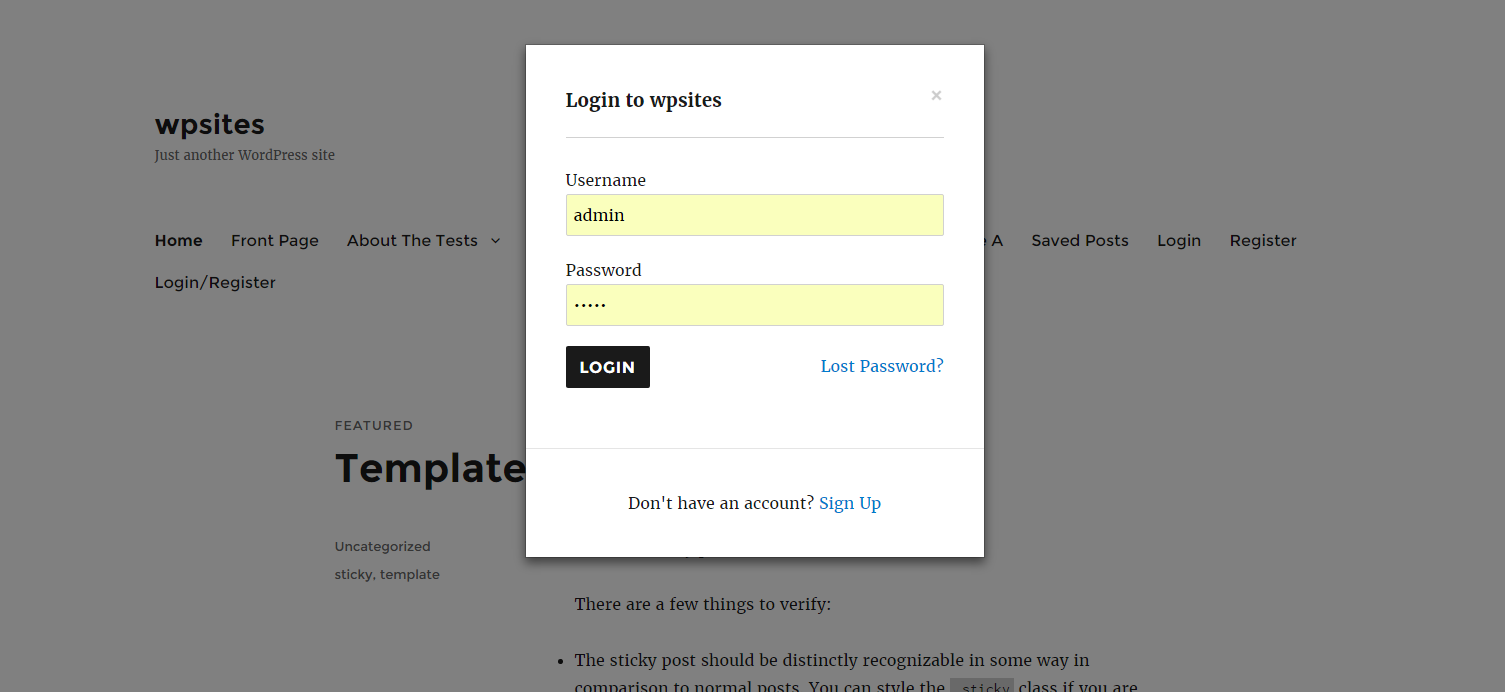 Login to wpsites
×
wpsites
Just another WordPress site
Username
admin
Home Front Page About The Tests A Saved Posts Login Register
Password
Login/Register
•••••
LOGIN Lost Password?
FEATURED
Template
Don't have an account? Sign Up
Uncategorized
sticky, template
There are a few things to verify:
• The sticky post should be distinctly recognizable in some way in
comparison to normal posts. You can style the .sticky class if you are